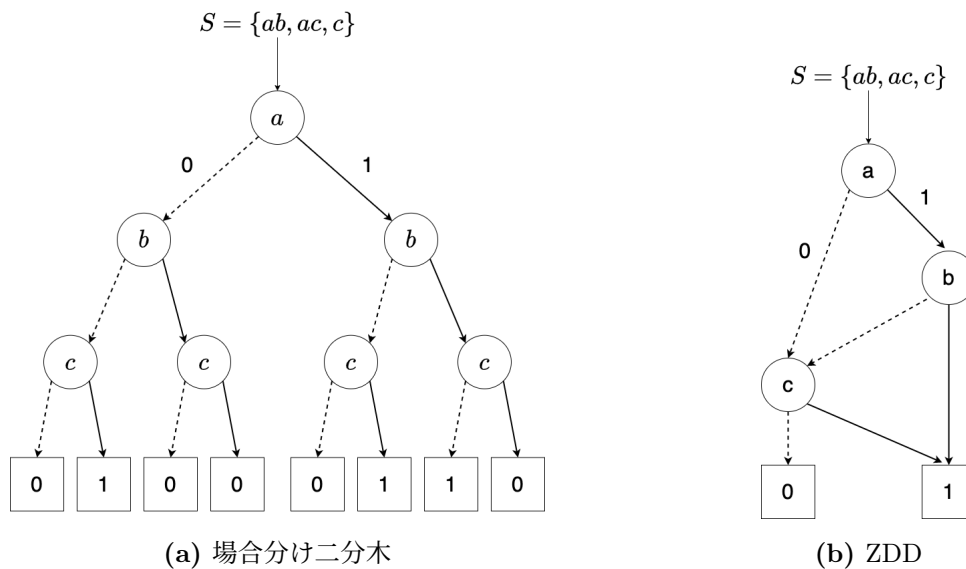 S = {ab, ac, c}
a
0 1
b b
c c c c
0 1 0 0 0 1 1 0
(a) 場合分け二分木
S = {ab, ac, c}
a
1
0
b
c
0 1
(b) ZDD